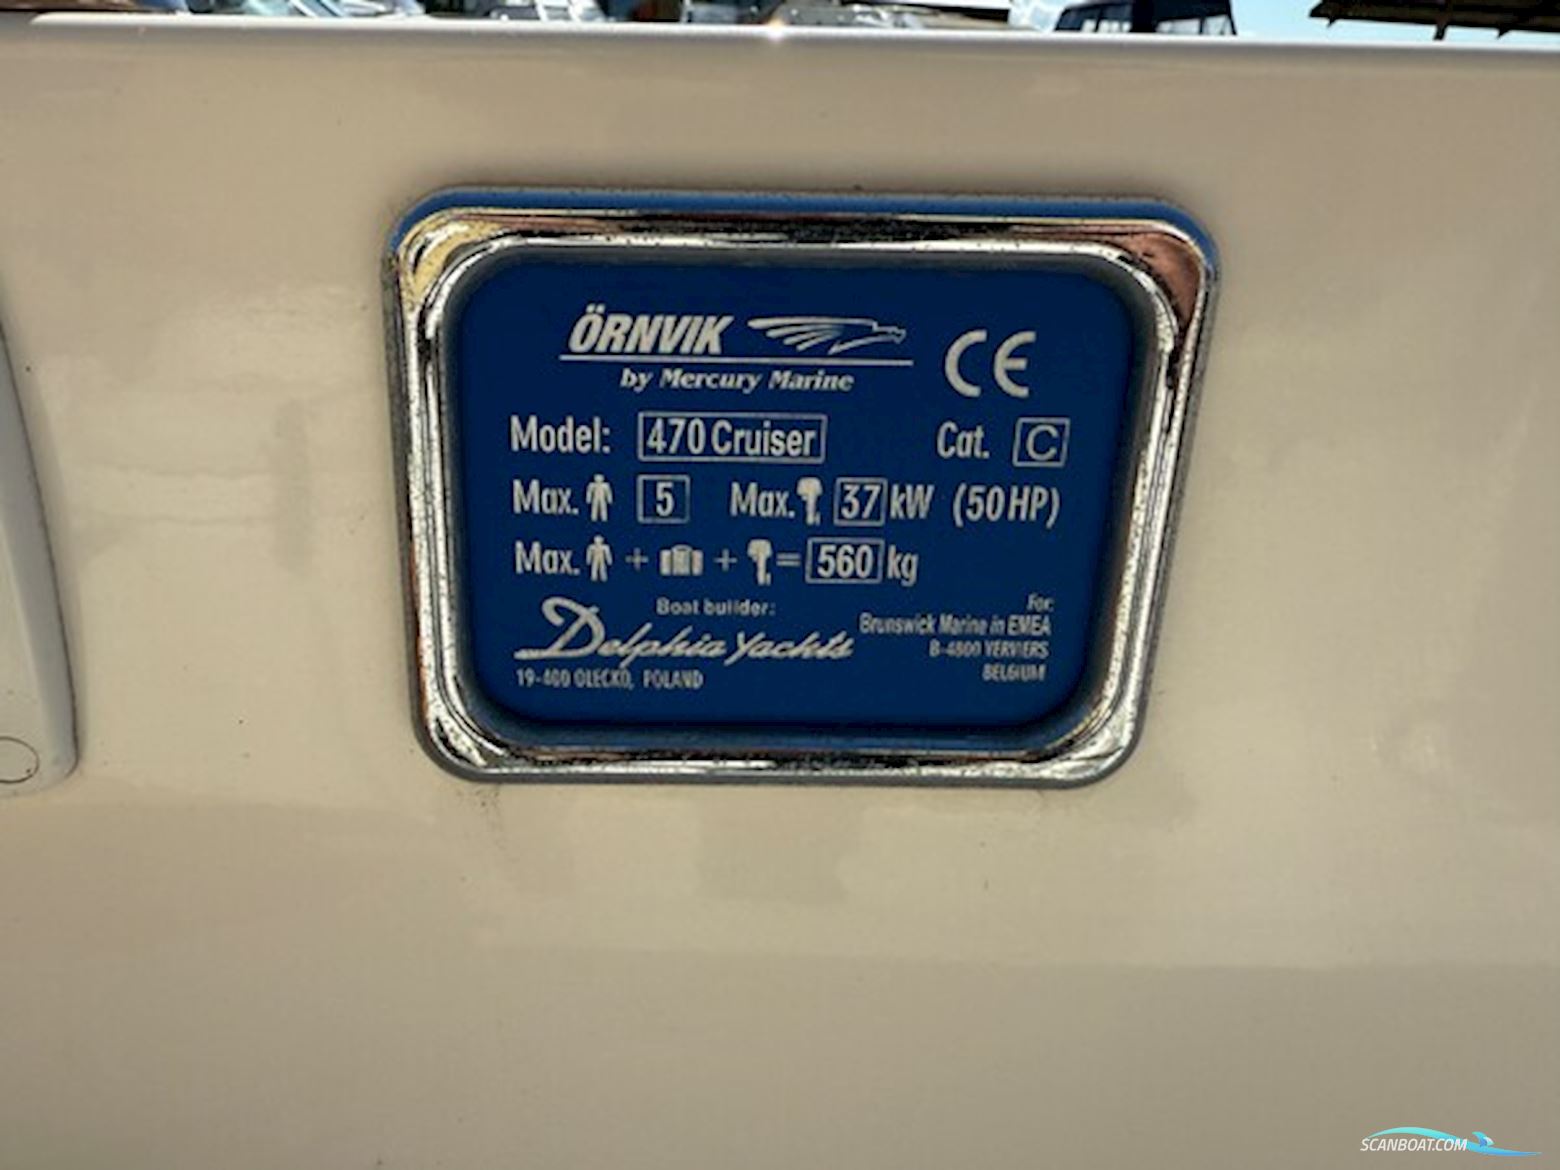 ÖRNVIK
by Mercury Marine
CE
Model: 470 Cruiser Cat. C
Max. 5 Max. 37 kW (50 HP)
Max. + + = 560 kg
Boat builder:
Delphia Yachts
19-400 OLECKO, POLAND
For:
Brunswick Marine in EMEA
B-4800 VERVIERS
BELGIUM
SCANBOAT.COM